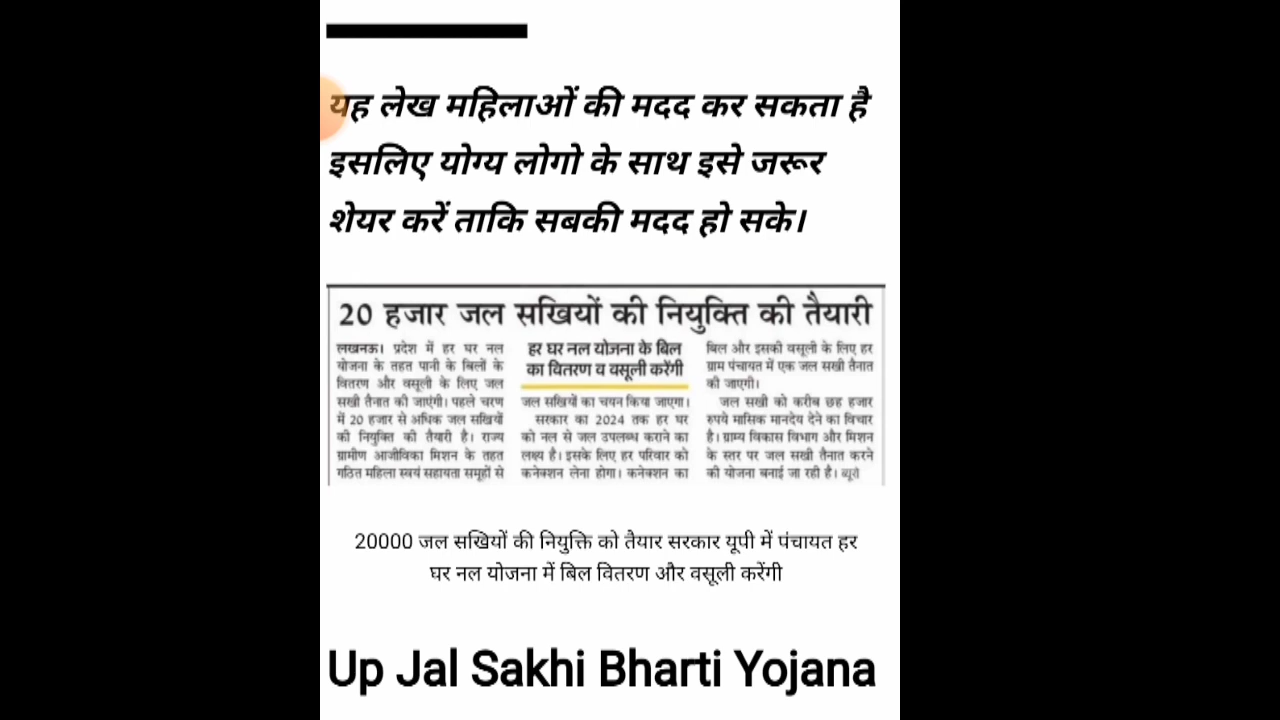 यह लेख महिलाओं की मदद कर सकता है
इसलिए योग्य लोगो के साथ इसे जरूर
शेयर करें ताकि सबकी मदद हो सके।
20 हजार जल सखियों की नियुक्ति की तैयारी
लखनऊ। प्रदेश में हर घर नल
योजना के तहत पानी के बिलों के
वितरण और वसूली के लिए जल
सखी तैनात की जाएंगी। पहले चरण
में 20 हजार से अधिक जल सखियों
की नियुक्ति की तैयारी है। राज्य
ग्रामीण आजीविका मिशन के तहत
गठित महिला स्वयं सहायता समूहों से
हर घर नल योजना के बिल
का वितरण व वसूली करेंगी
जल सखियों का चयन किया जाएगा।
सरकार का 2024 तक हर घर
को नल से जल उपलब्ध कराने का
लक्ष्य है। इसके लिए हर परिवार को
कनेक्शन लेना होगा। कनेक्शन का
बिल और इसकी वसूली के लिए हर
ग्राम पंचायत में एक जल सखी तैनात
की जाएगी।
जल सखी को करीब छह हजार
रुपये मासिक मानदेय देने का विचार
है। ग्राम्य विकास विभाग और मिशन
के स्तर पर जल सखी तैनात करने
की योजना बनाई जा रही है। ब्यूरो
20000 जल सखियों की नियुक्ति को तैयार सरकार यूपी में पंचायत हर
घर नल योजना में बिल वितरण और वसूली करेंगी
Up Jal Sakhi Bharti Yojana